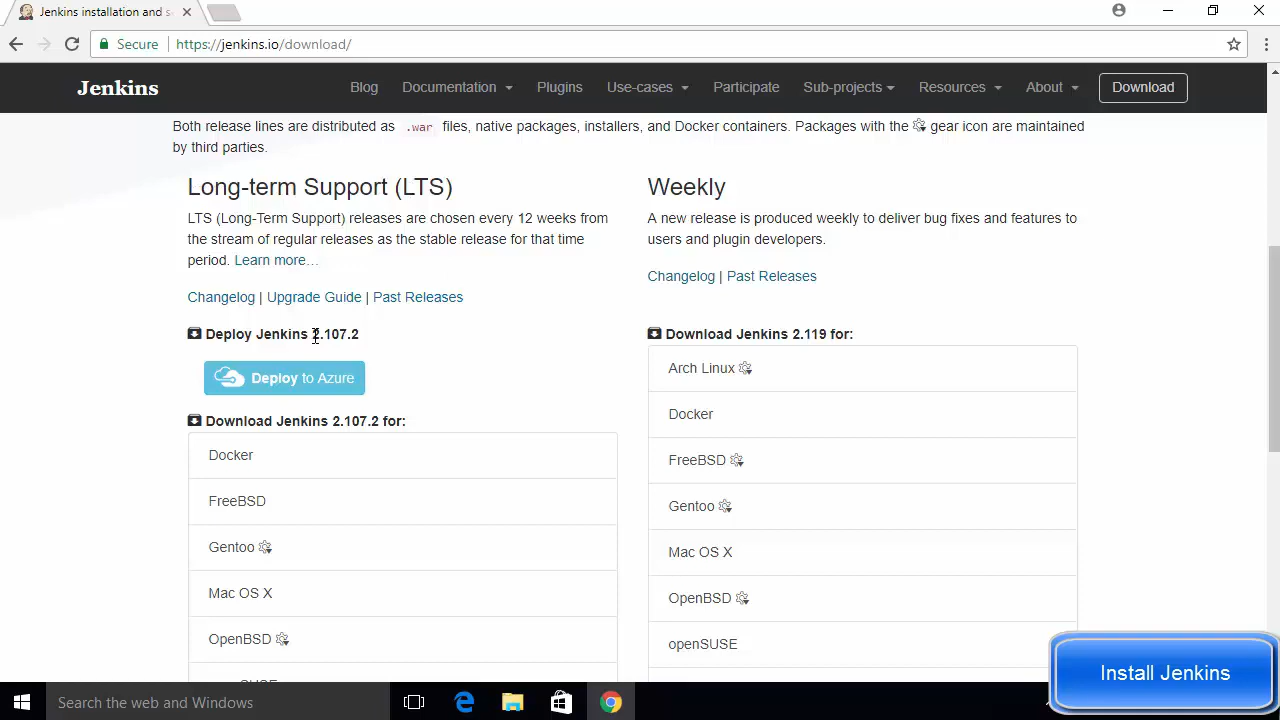 Jenkins installation and s
Secure
https://jenkins.io/download/
Jenkins
Blog
Documentation
Plugins
Use-cases
Participate
Sub-projects
Resources
About
Download
Both release lines are distributed as .war files, native packages, installers, and Docker containers. Packages with the gear icon are maintained
by third parties.
Long-term Support (LTS)
LTS (Long-Term Support) releases are chosen every 12 weeks from
the stream of regular releases as the stable release for that time
period. Learn more…
Changelog | Upgrade Guide | Past Releases
Deploy Jenkins 2.107.2
Deploy to Azure
Download Jenkins 2.107.2 for:
Docker
FreeBSD
Gentoo
Mac OS X
OpenBSD
Weekly
A new release is produced weekly to deliver bug fixes and features to
users and plugin developers.
Changelog | Past Releases
Download Jenkins 2.119 for:
Arch Linux
Docker
FreeBSD
Gentoo
Mac OS X
OpenBSD
openSUSE
Install Jenkins
Search the web and Windows